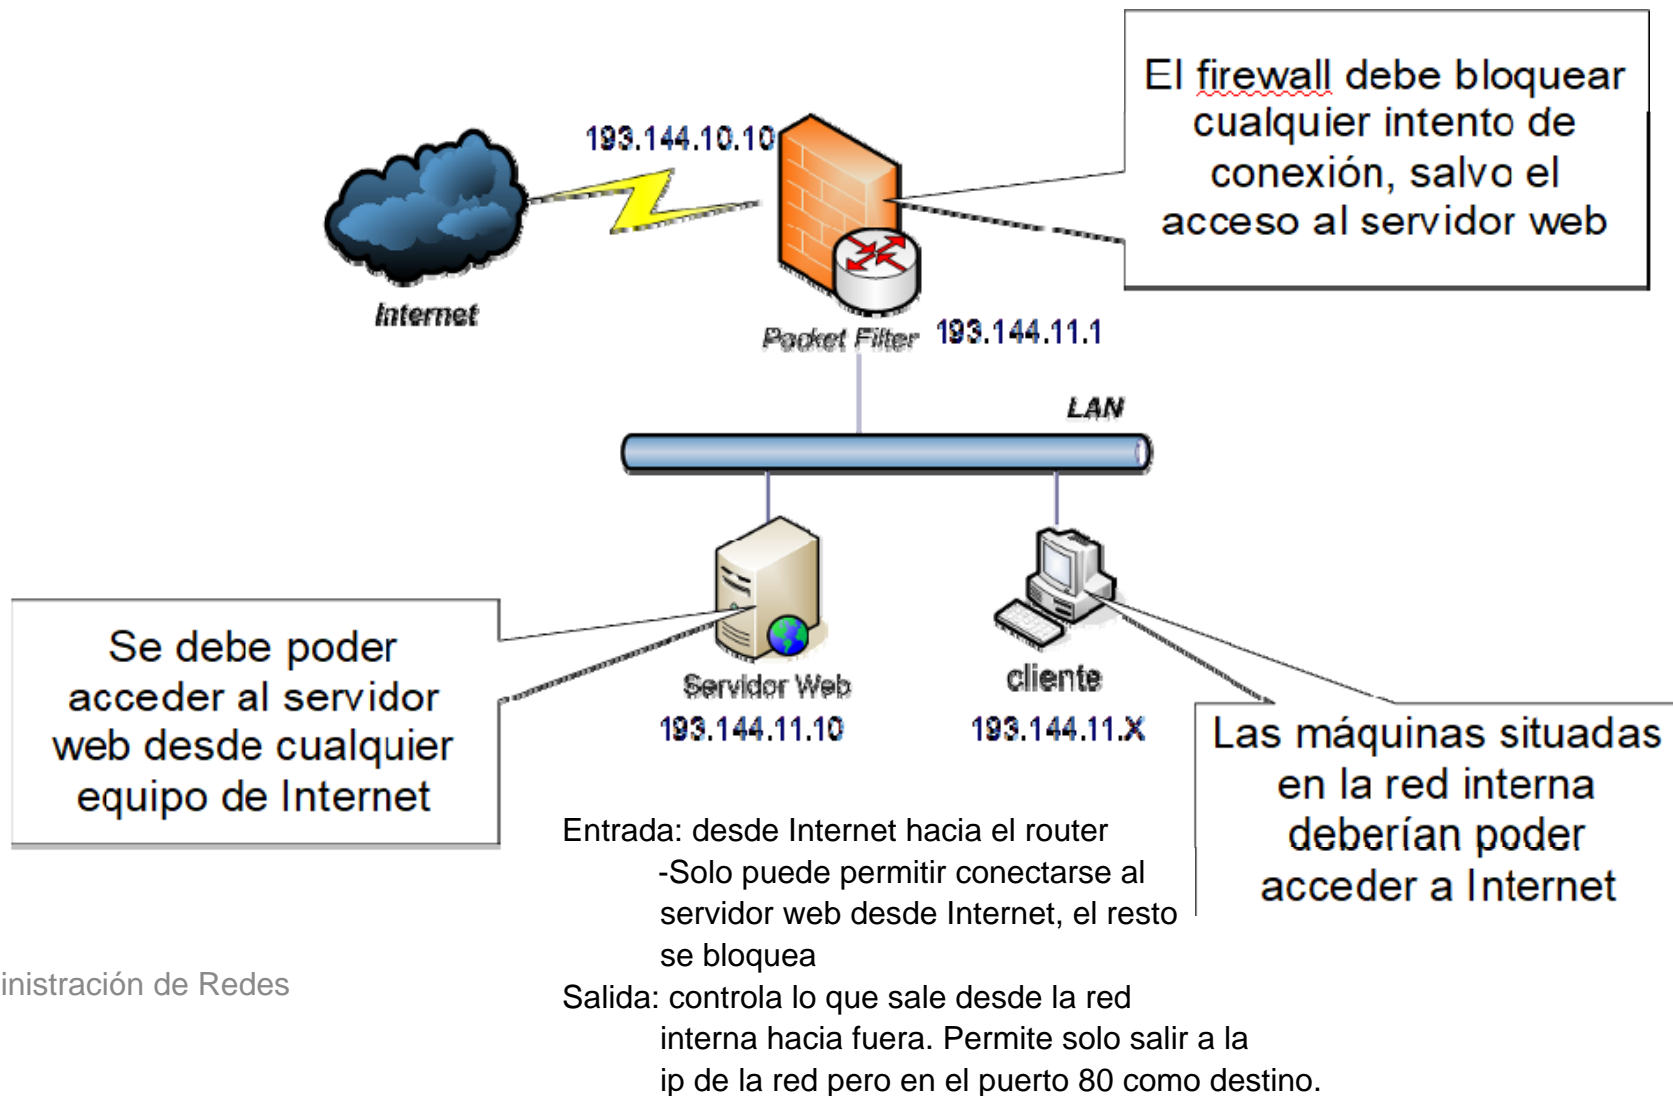 El firewall debe bloquear
cualquier intento de
conexión, salvo el
acceso al servidor web
193.144.10.10
Internet
Packet Filter
193.144.11.1
LAN
Se debe poder
acceder al servidor
web desde cualquier
equipo de Internet
Servidor Web
193.144.11.10
cliente
193.144.11.X
Las máquinas situadas
en la red interna
deberían poder
acceder a Internet
Entrada: desde Internet hacia el router
-Solo puede permitir conectarse al
servidor web desde Internet, el resto
se bloquea
inistración de Redes
Salida: controla lo que sale desde la red
interna hacia fuera. Permite solo salir a la
ip de la red pero en el puerto 80 como destino.